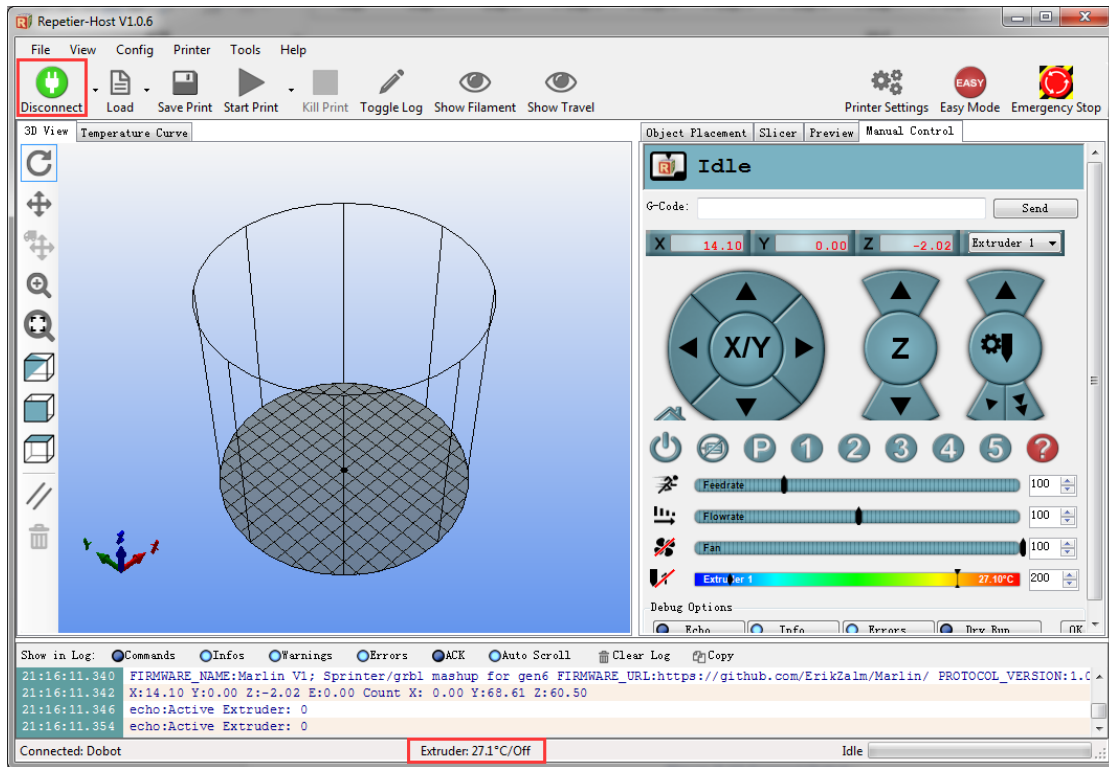 Repetier-Host V1.0.6
File View Config Printer Tools Help
Disconnect Load Save Print Start Print Kill Print Toggle Log Show Filament Show Travel Printer Settings EASY Easy Mode Emergency Stop
3D View Temperature Curve Object Placement Slicer Preview Manual Control
R Idle
G-Code: Send
X 14.10 Y 0.00 Z -2.02 Extruder 1
X/Y Z
P 1 2 3 4 5 ?
Feedrate 100
Flowrate 100
Fan 100
1 Extruder 1 27.10°C 200
Y Z X
Debug Options
Echo Info Errors Dry Run OK
Show in Log: Commands Infos Warnings Errors ACK Auto Scroll Clear Log Copy
21:16:11.340 FIRMWARE_NAME:Marlin V1; Sprinter/grbl mashup for gen6 FIRMWARE_URL:https://github.com/ErikZalm/Marlin/ PROTOCOL_VERSION:1.0
21:16:11.342 X:14.10 Y:0.00 Z:-2.02 E:0.00 Count X: 0.00 Y:68.61 Z:60.50
21:16:11.346 echo:Active Extruder: 0
21:16:11.354 echo:Active Extruder: 0
Connected: Dobot Extruder: 27.1°C/Off Idle